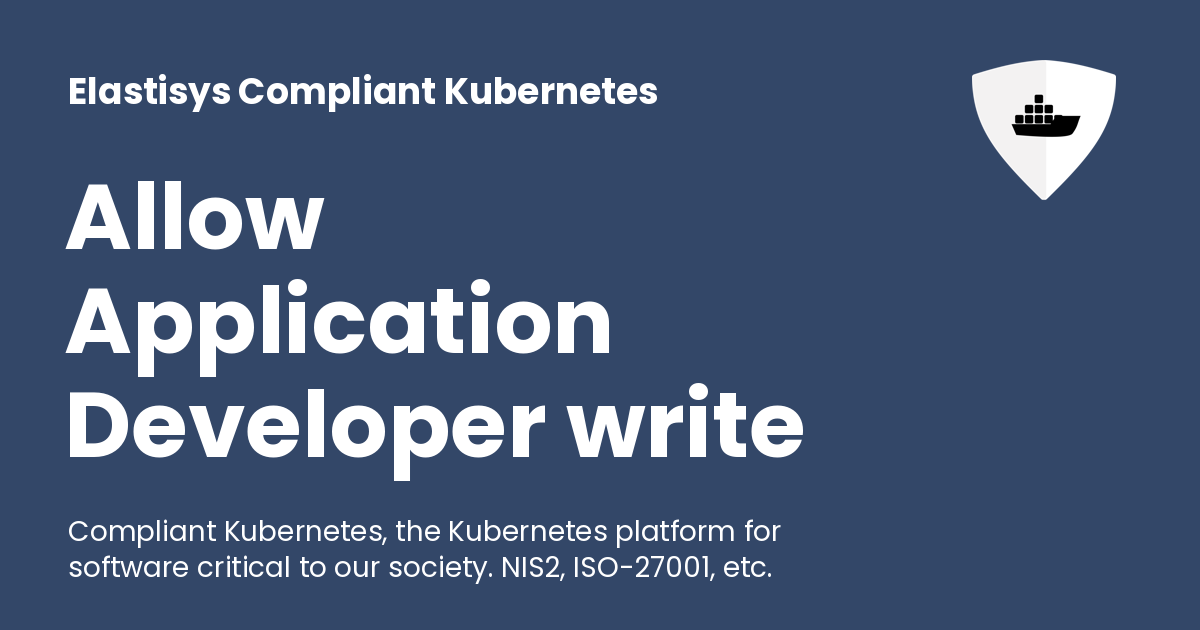 Elastisys Compliant Kubernetes
Allow
Application
Developer write
Compliant Kubernetes, the Kubernetes platform for
software critical to our society. NIS2, ISO-27001, etc.